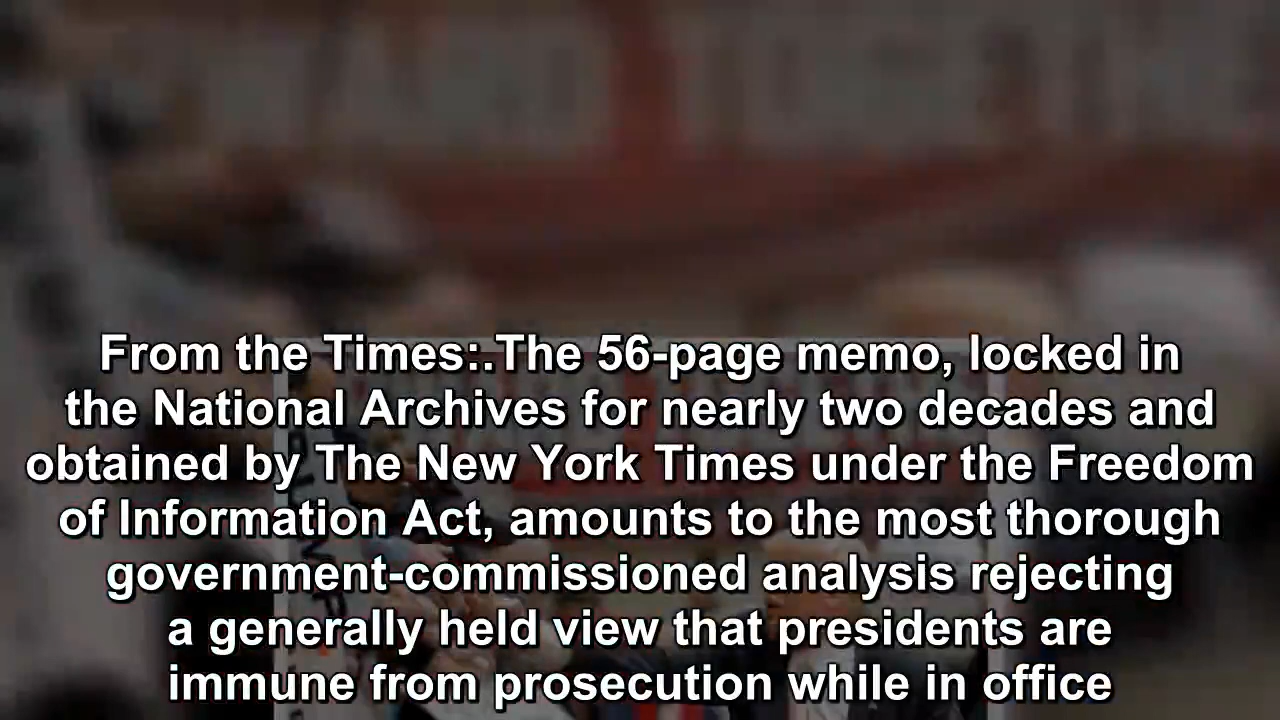 From the Times:.The 56-page memo, locked in
the National Archives for nearly two decades and
obtained by The New York Times under the Freedom
of Information Act, amounts to the most thorough
government-commissioned analysis rejecting
a generally held view that presidents are
immune from prosecution while in office